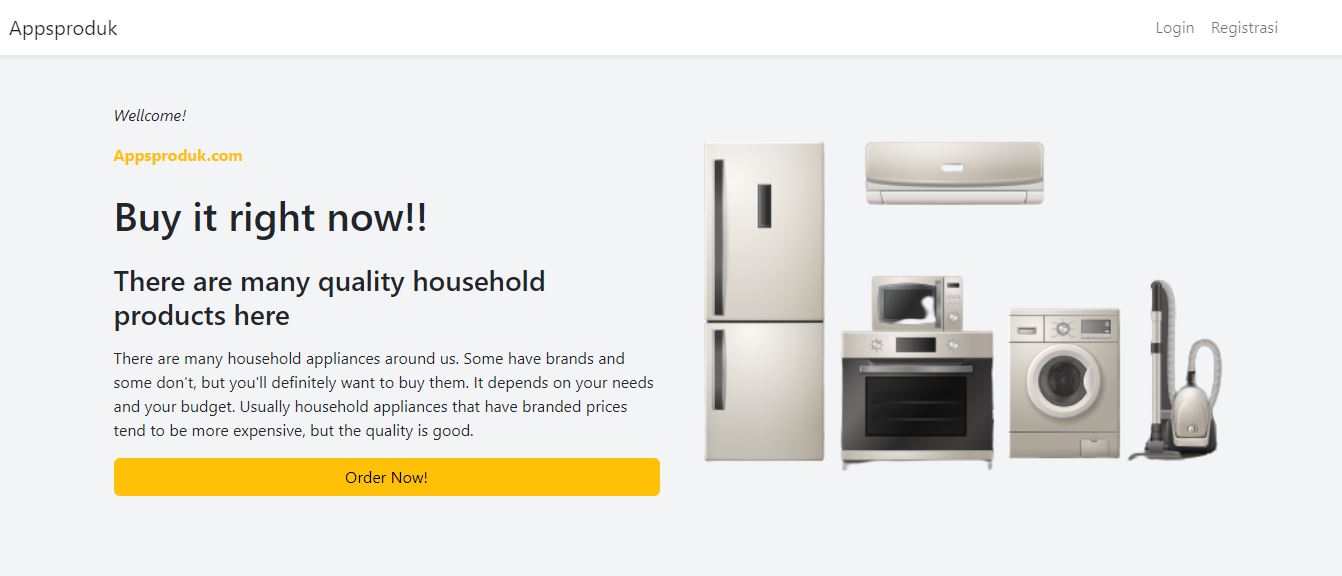 Appsproduk
Login Registrasi
Wellcome!
Appsproduk.com
Buy it right now!!
There are many quality household
products here
There are many household appliances around us. Some have brands and
some don't, but you'll definitely want to buy them. It depends on your needs
and your budget. Usually household appliances that have branded prices
tend to be more expensive, but the quality is good.
Order Now!